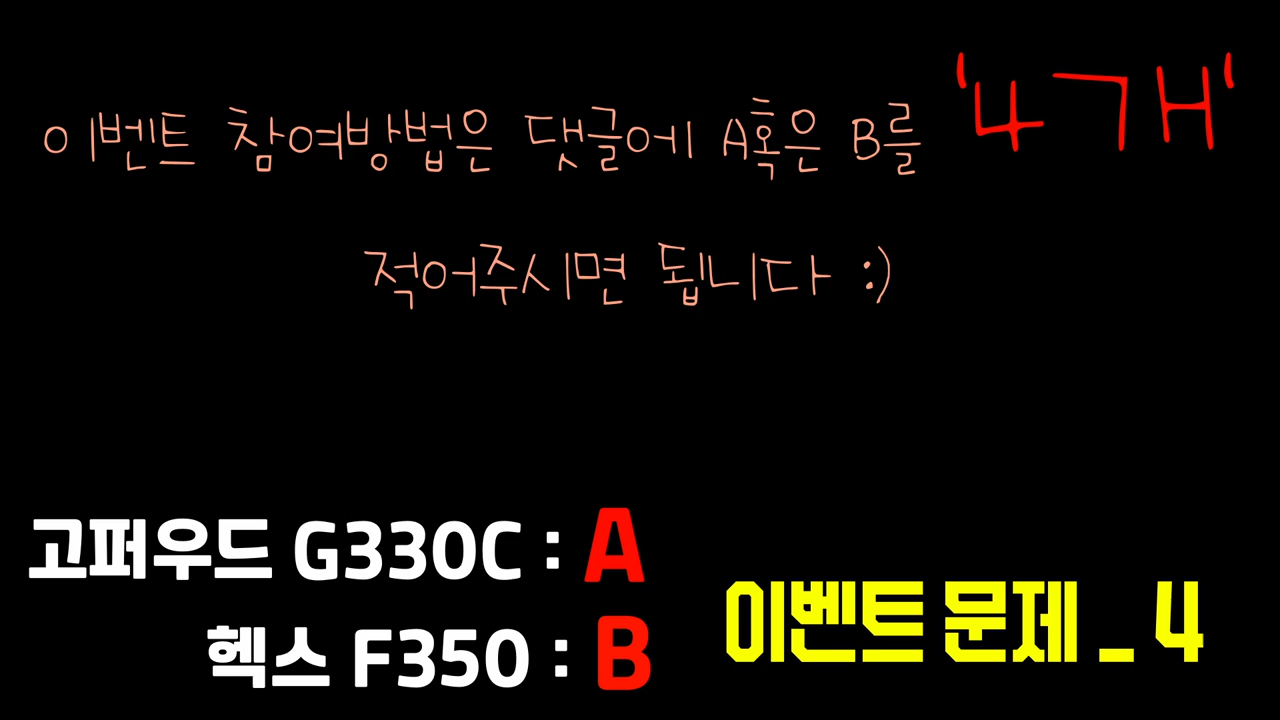 이벤트 참여방법은 댓글에 A혹은 B를 '4ㄱH'
적어주시면 됩니다 :)
고퍼우드 G330C : A
헥스 F350 : B
이벤트 문제 _ 4